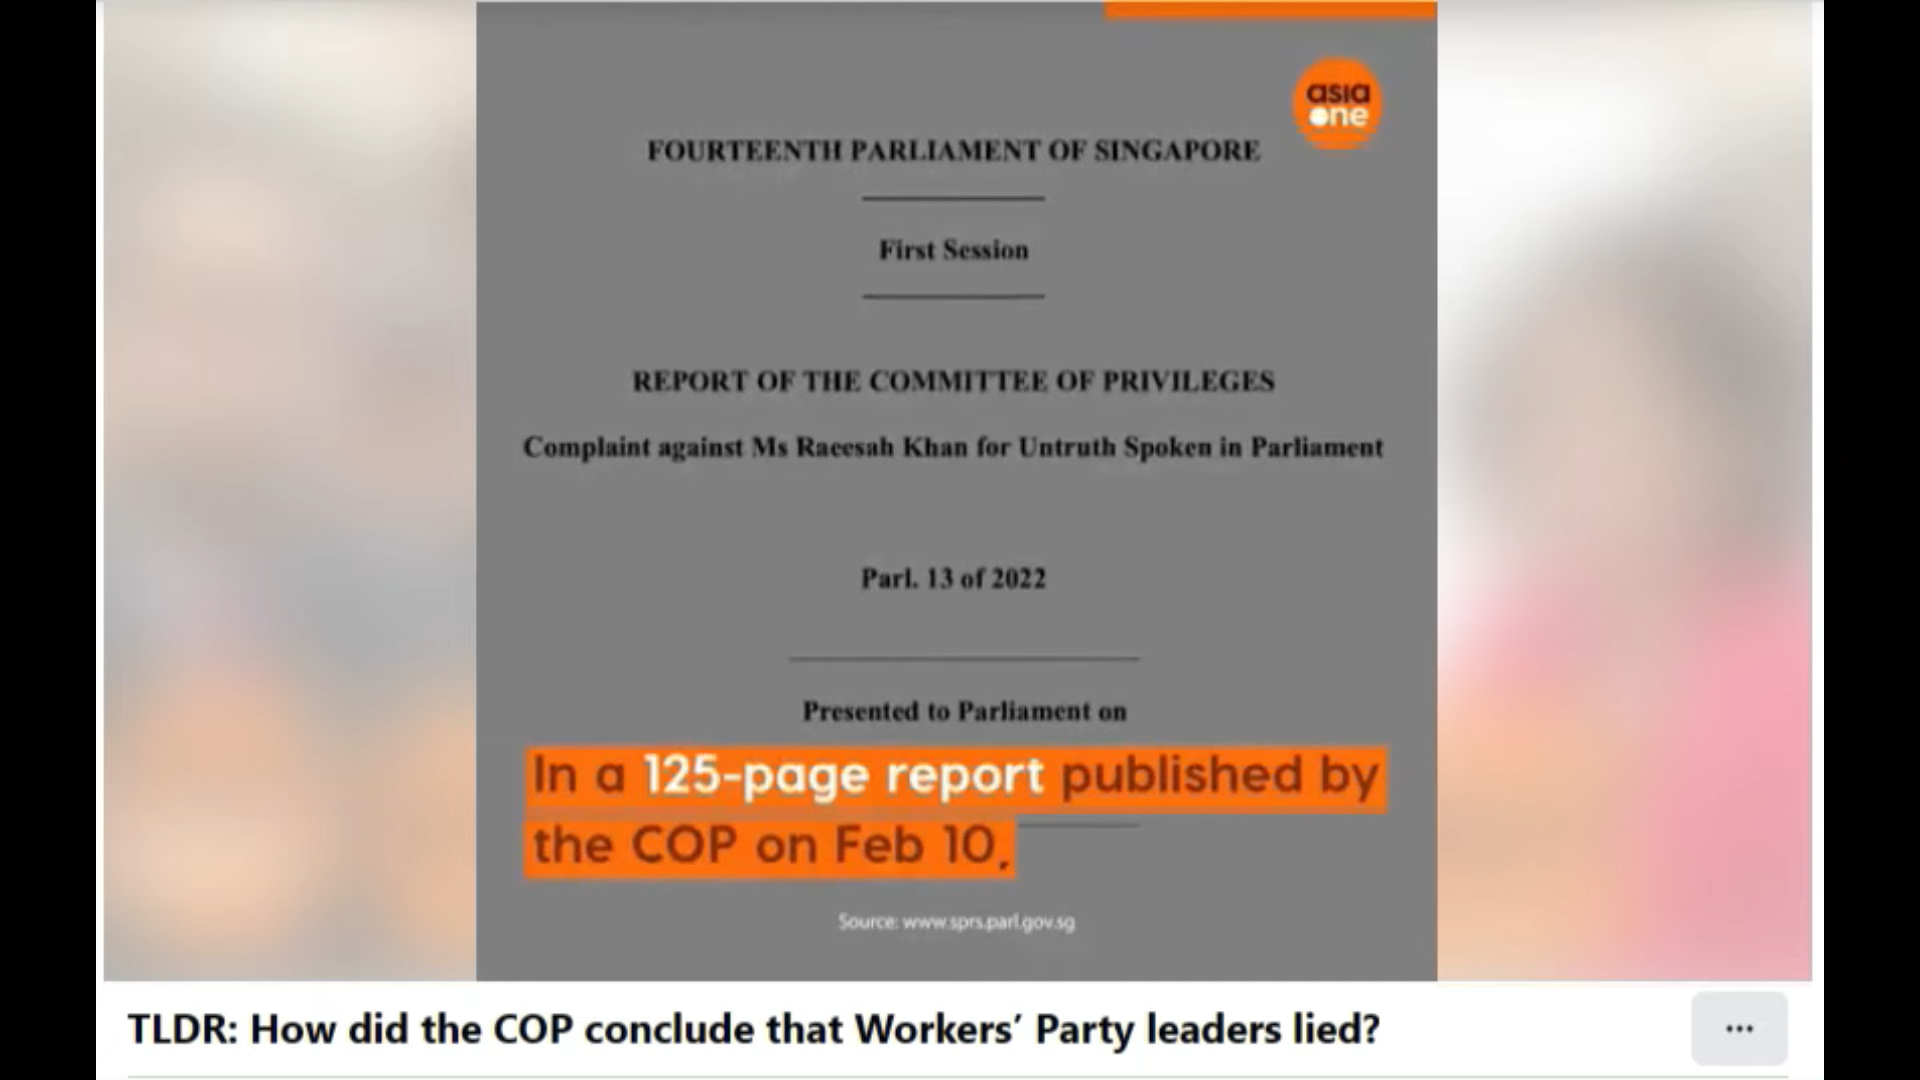 asia
one
FOURTEENTH PARLIAMENT OF SINGAPORE
First Session
REPORT OF THE COMMITTEE OF PRIVILEGES
Complaint against Ms Raeesah Khan for Untruth Spoken in Parliament
Parl. 13 of 2022
Presented to Parliament on
In a 125-page report published by
the COP on Feb 10,
Source: www.sprs.parl.gov.sg
TLDR: How did the COP conclude that Workers’ Party leaders lied?